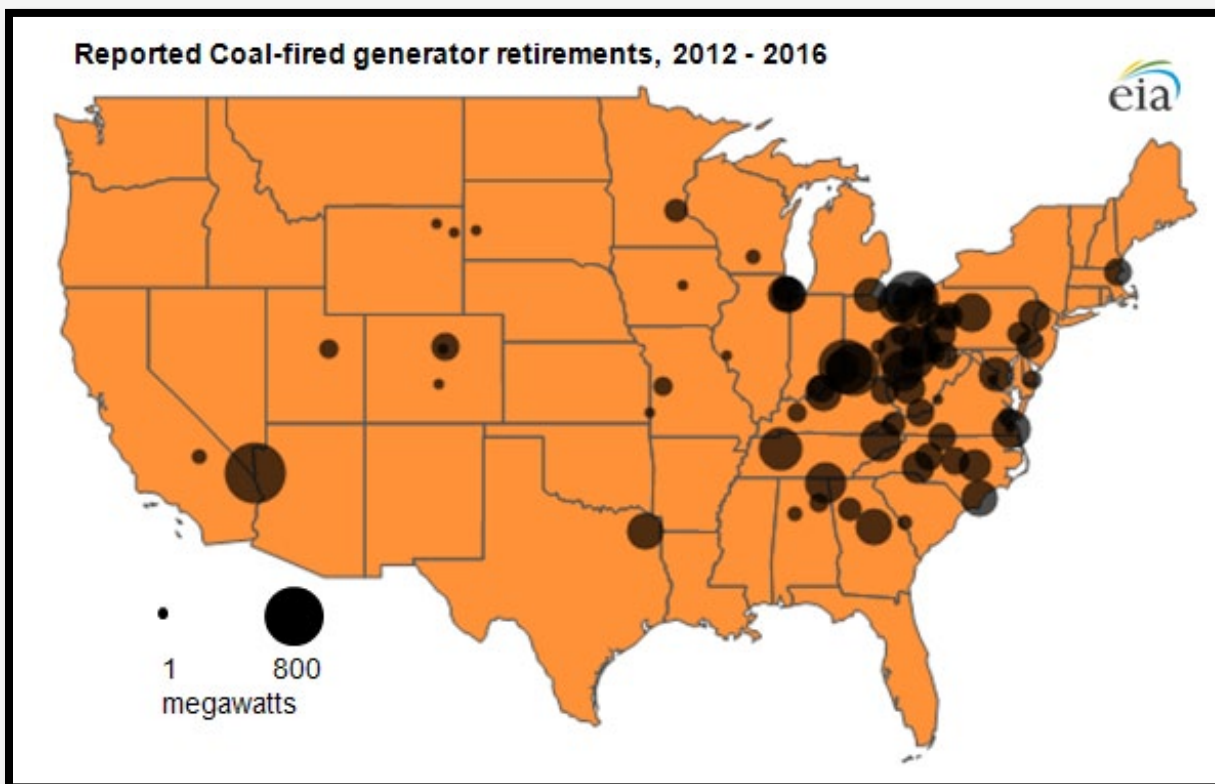 Reported Coal-fired generator retirements, 2012 - 2016
eia
1 800
megawatts